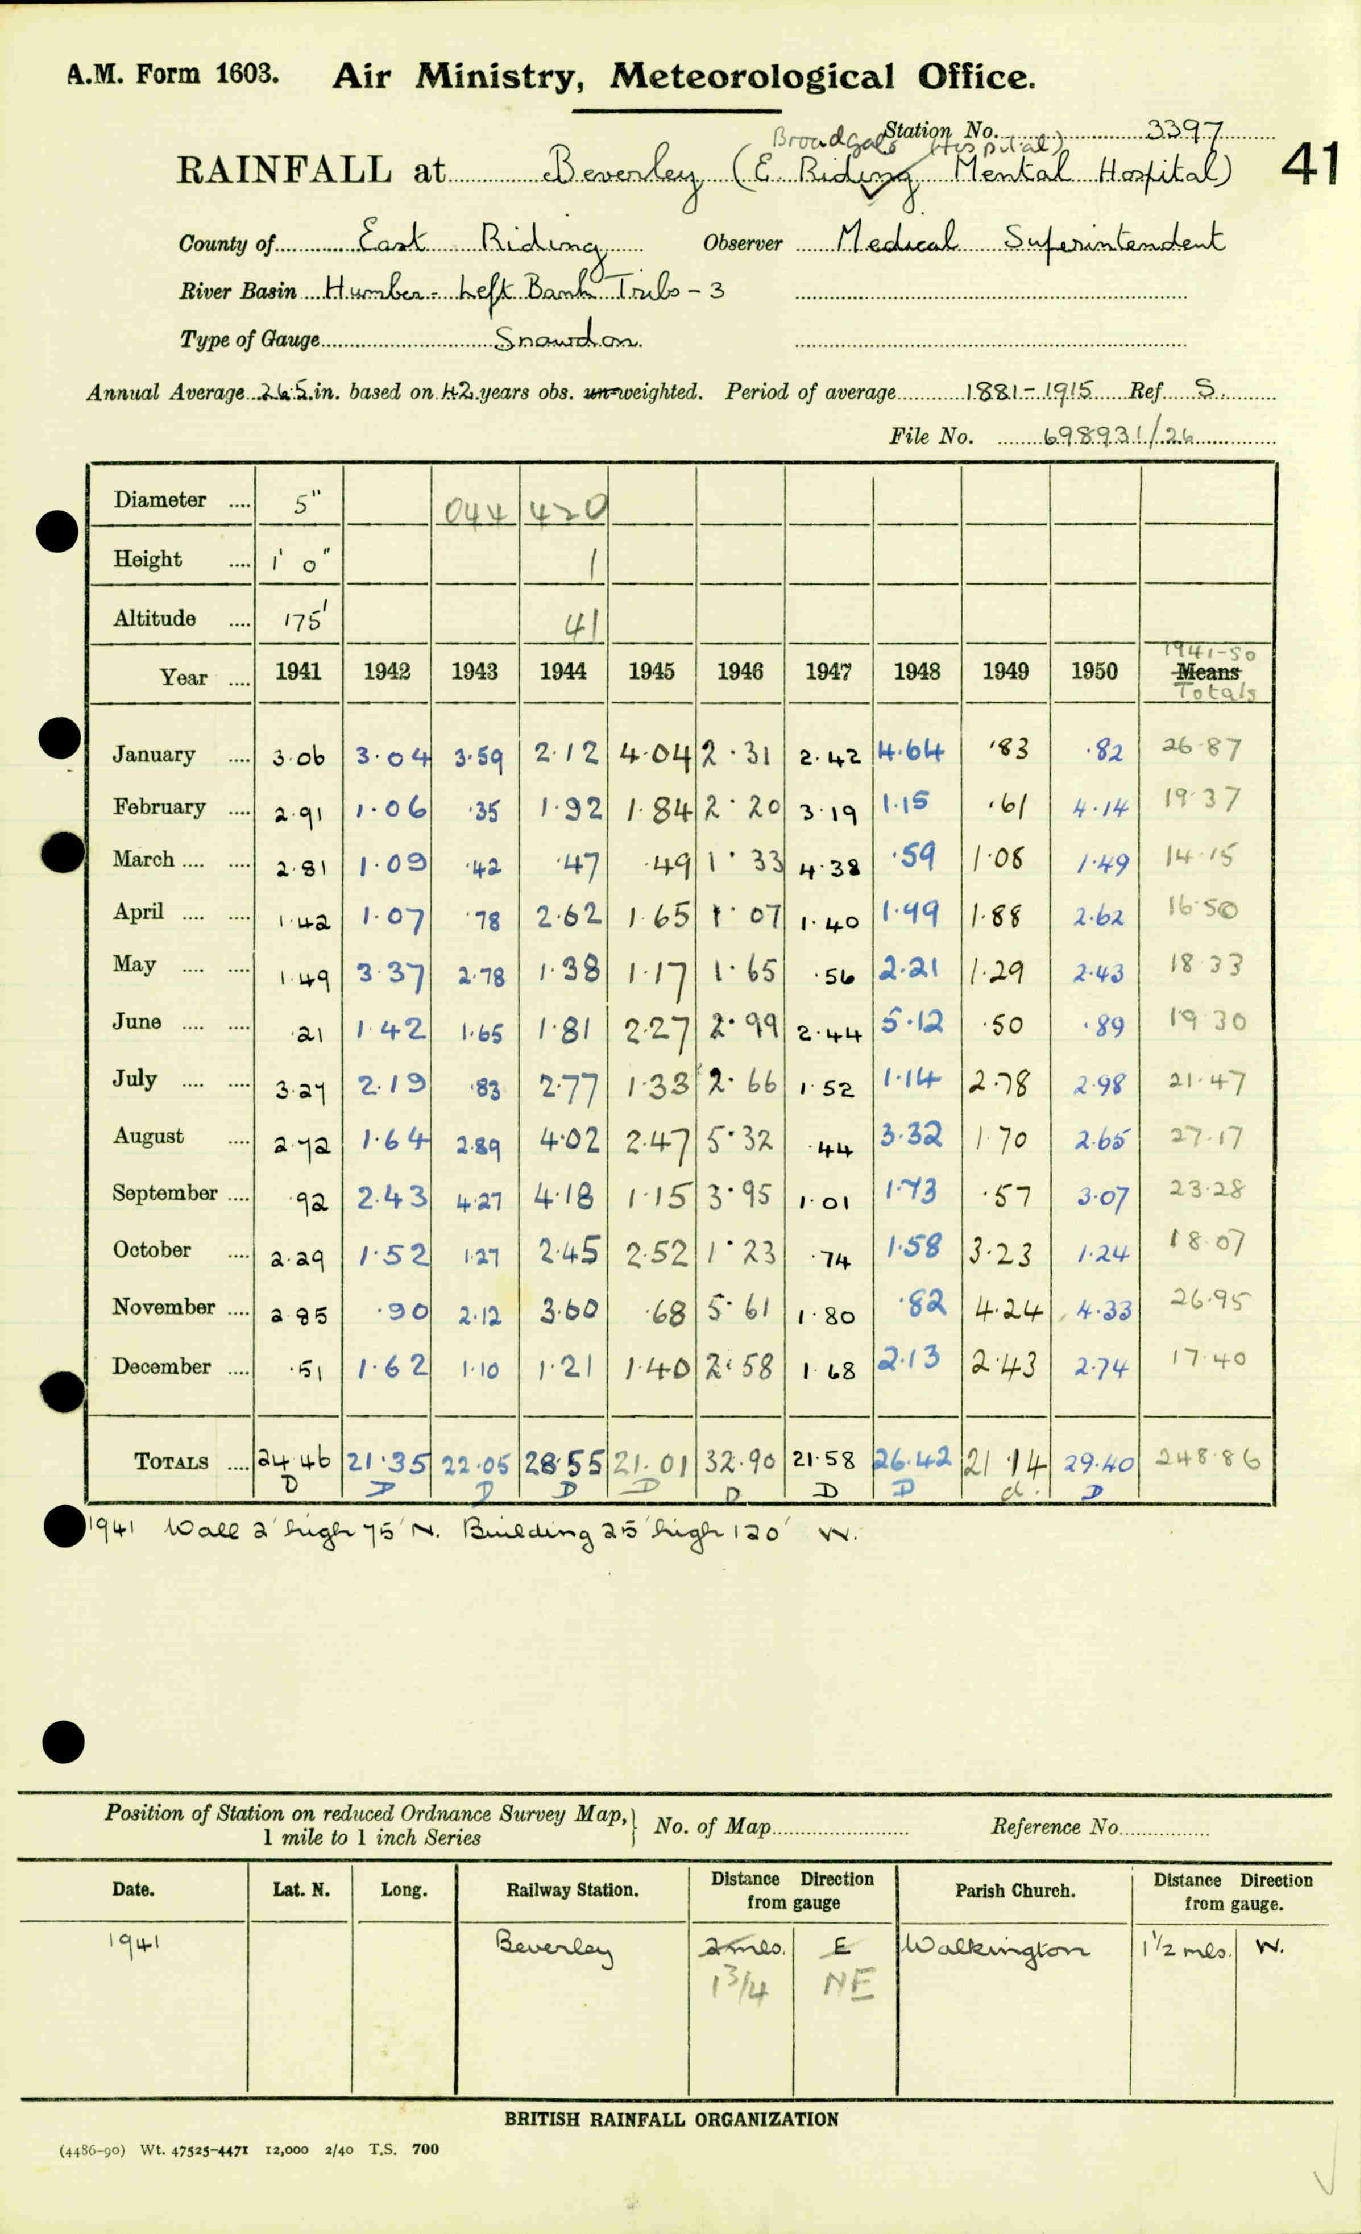 A.M. Form 1603. Air Ministry, Meteorological Office.
Station No. 3397
Broadgate Hospital)
RAINFALL at Beverley (E. Riding Mental Hospital) 41
County of East Riding Observer Medical Superintendent
River Basin Humber - Left Bank Tribs - 3
Type of Gauge Snowdon
Annual Average 26.5 in. based on 42 years obs. un-weighted. Period of average 1881-1915 Ref S.
File No. 698931/26
Diameter .... 5" 044 420
Height .... 1' 0" 1
Altitude .... 175' 41
1941-50
Year .... 1941 1942 1943 1944 1945 1946 1947 1948 1949 1950 Means
Totals
January .... 3.06 3.04 3.59 2.12 4.04 2.31 2.42 4.64 .83 .82 26.87
February .... 2.91 1.06 .35 1.92 1.84 2.20 3.19 1.15 .61 4.14 19.37
March .... .... 2.81 1.09 .42 .47 .49 1.33 4.38 .59 1.08 1.49 14.15
April .... .... 1.42 1.07 .78 2.62 1.65 1.07 1.40 1.99 1.88 2.62 16.50
May .... .... 1.49 3.37 2.78 1.38 1.17 1.65 .56 2.21 1.29 2.43 18.33
June .... .... .21 1.42 1.65 1.81 2.27 2.99 2.44 5.12 .50 .89 19.30
July .... .... 3.27 2.19 .83 2.77 1.33 2.66 1.52 1.14 2.78 2.98 21.47
August .... 2.72 1.64 2.89 4.02 2.47 5.32 .44 3.32 1.70 2.65 27.17
September .... .92 2.43 4.27 4.18 1.15 3.95 1.01 1.73 .57 3.07 23.28
October .... 2.29 1.52 1.27 2.45 2.52 1.23 .74 1.58 3.23 1.24 18.07
November .... 2.85 .90 2.12 3.60 .68 5.61 1.80 .82 4.24 4.33 26.95
December .... .51 1.62 1.10 1.21 1.40 2.58 1.68 2.13 2.43 2.74 17.40
TOTALS .... 24.46 21.35 22.05 28.55 21.01 32.90 21.58 26.42 21.14 29.40 248.86
D D D D D D D D d. D
1941 Wall 2' high 75' N. Building 25' high 120' W.
Position of Station on reduced Ordnance Survey Map, } No. of Map Reference No.
1 mile to 1 inch Series
Date. Lat. N. Long. Railway Station. Distance Direction from gauge Parish Church. Distance Direction from gauge.
1941 Beverley 2 mls. E Walkington 1 1/2 mls. W.
1 3/4 NE
BRITISH RAINFALL ORGANIZATION
(4486-90) Wt. 47525-4471 12,000 2/40 T.S. 700